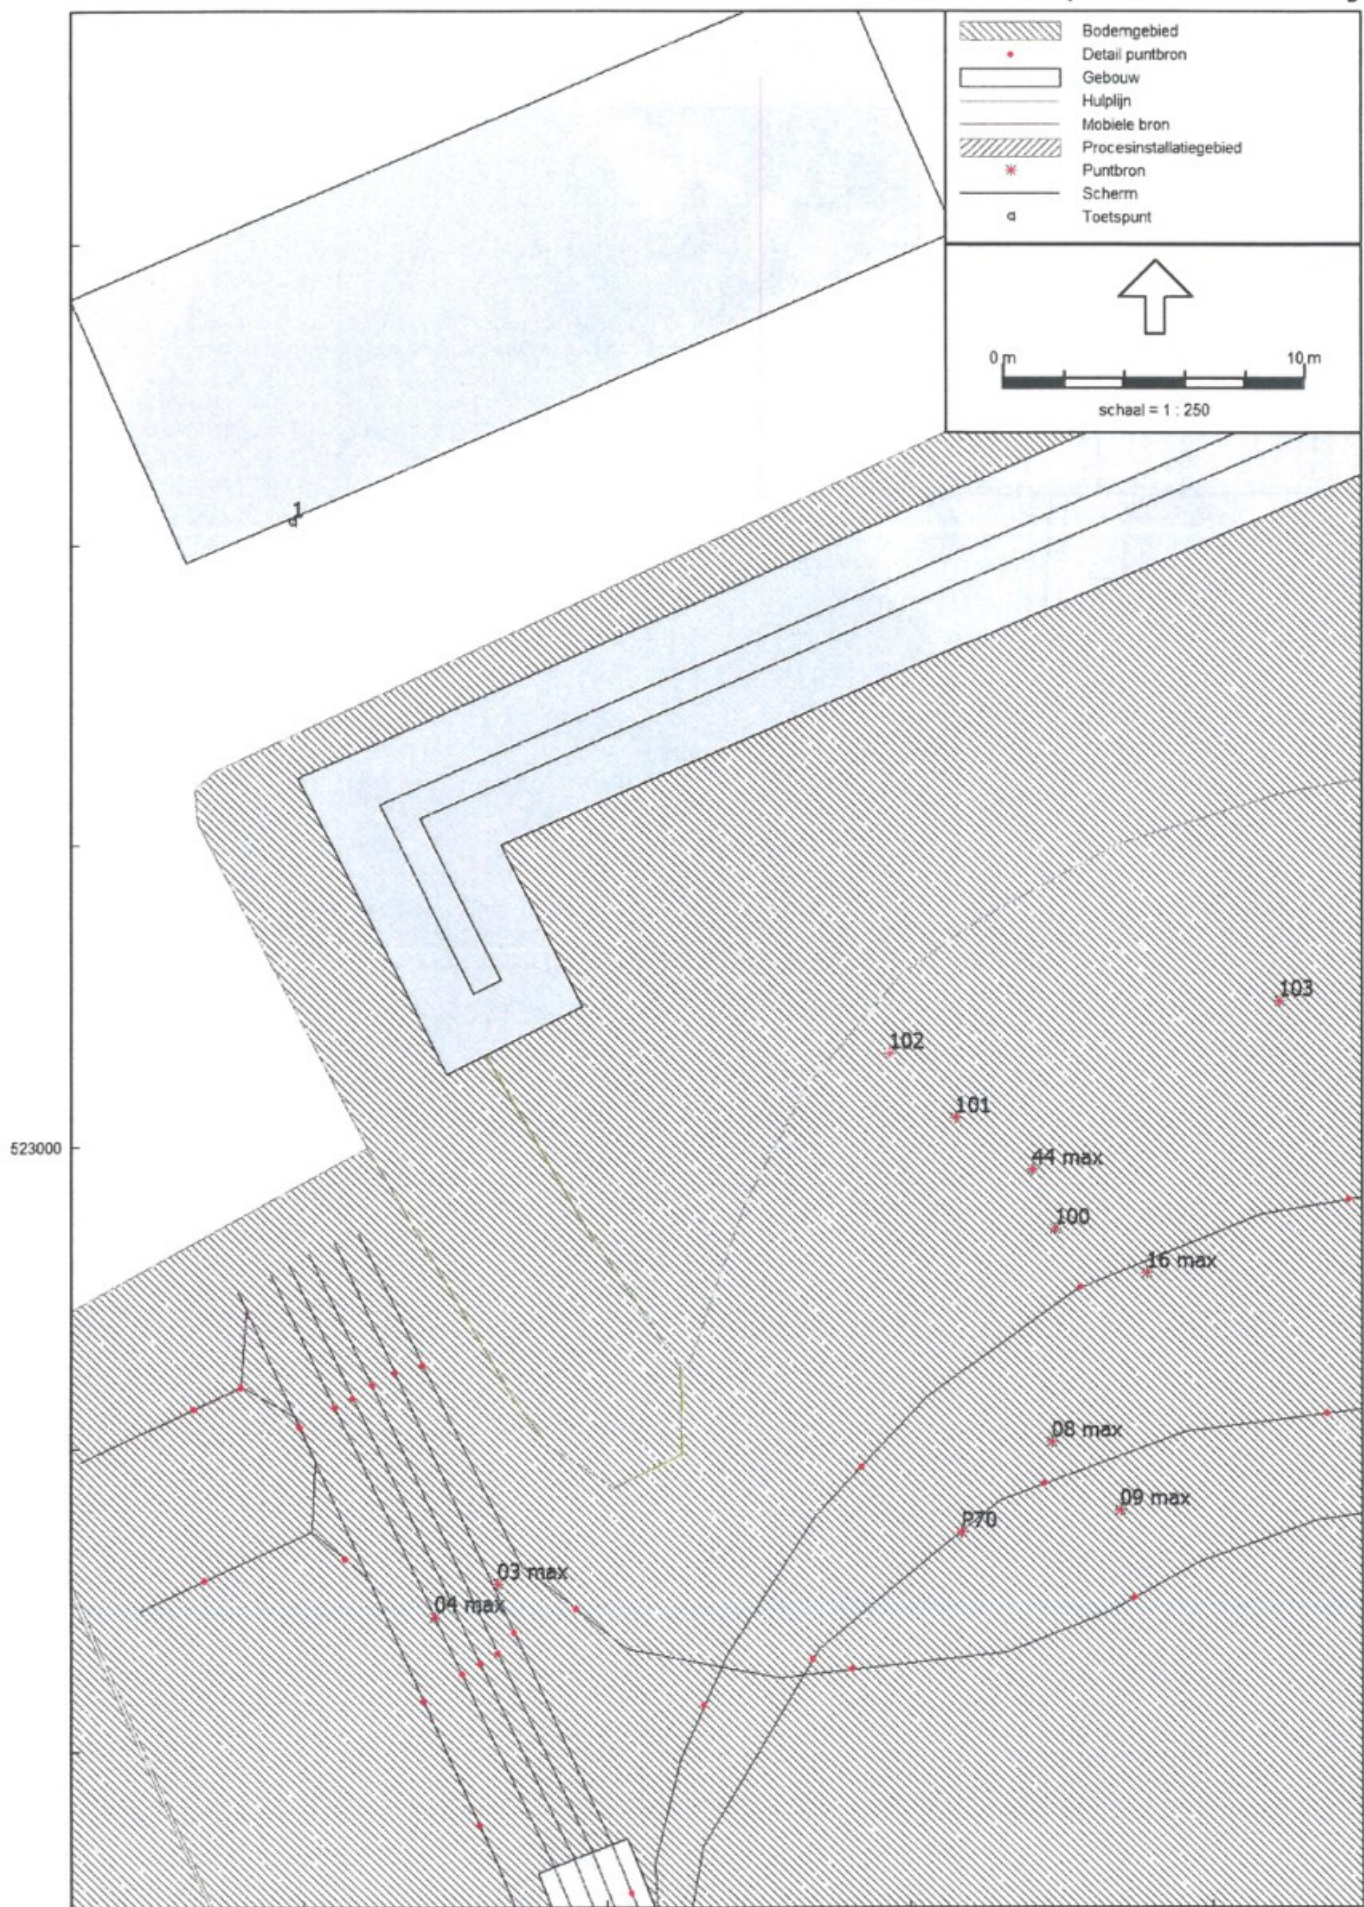 Bodemgebied
Detail puntbron
Gebouw
Hulplijn
Mobiele bron
Procesinstallatiegebied
Puntbron
Scherm
Toetspunt
0 m 10 m
schaal = 1 : 250
1
103
102
101
523000
44 max
100
16 max
08 max
09 max
P70
03 max
04 max